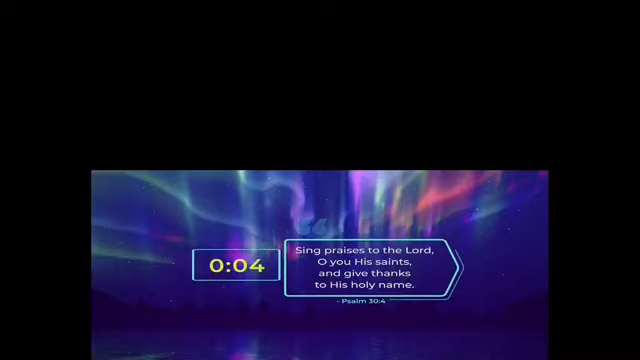 0:04
Sing praises to the Lord,
O you His saints,
and give thanks
to His holy name.
- Psalm 30:4